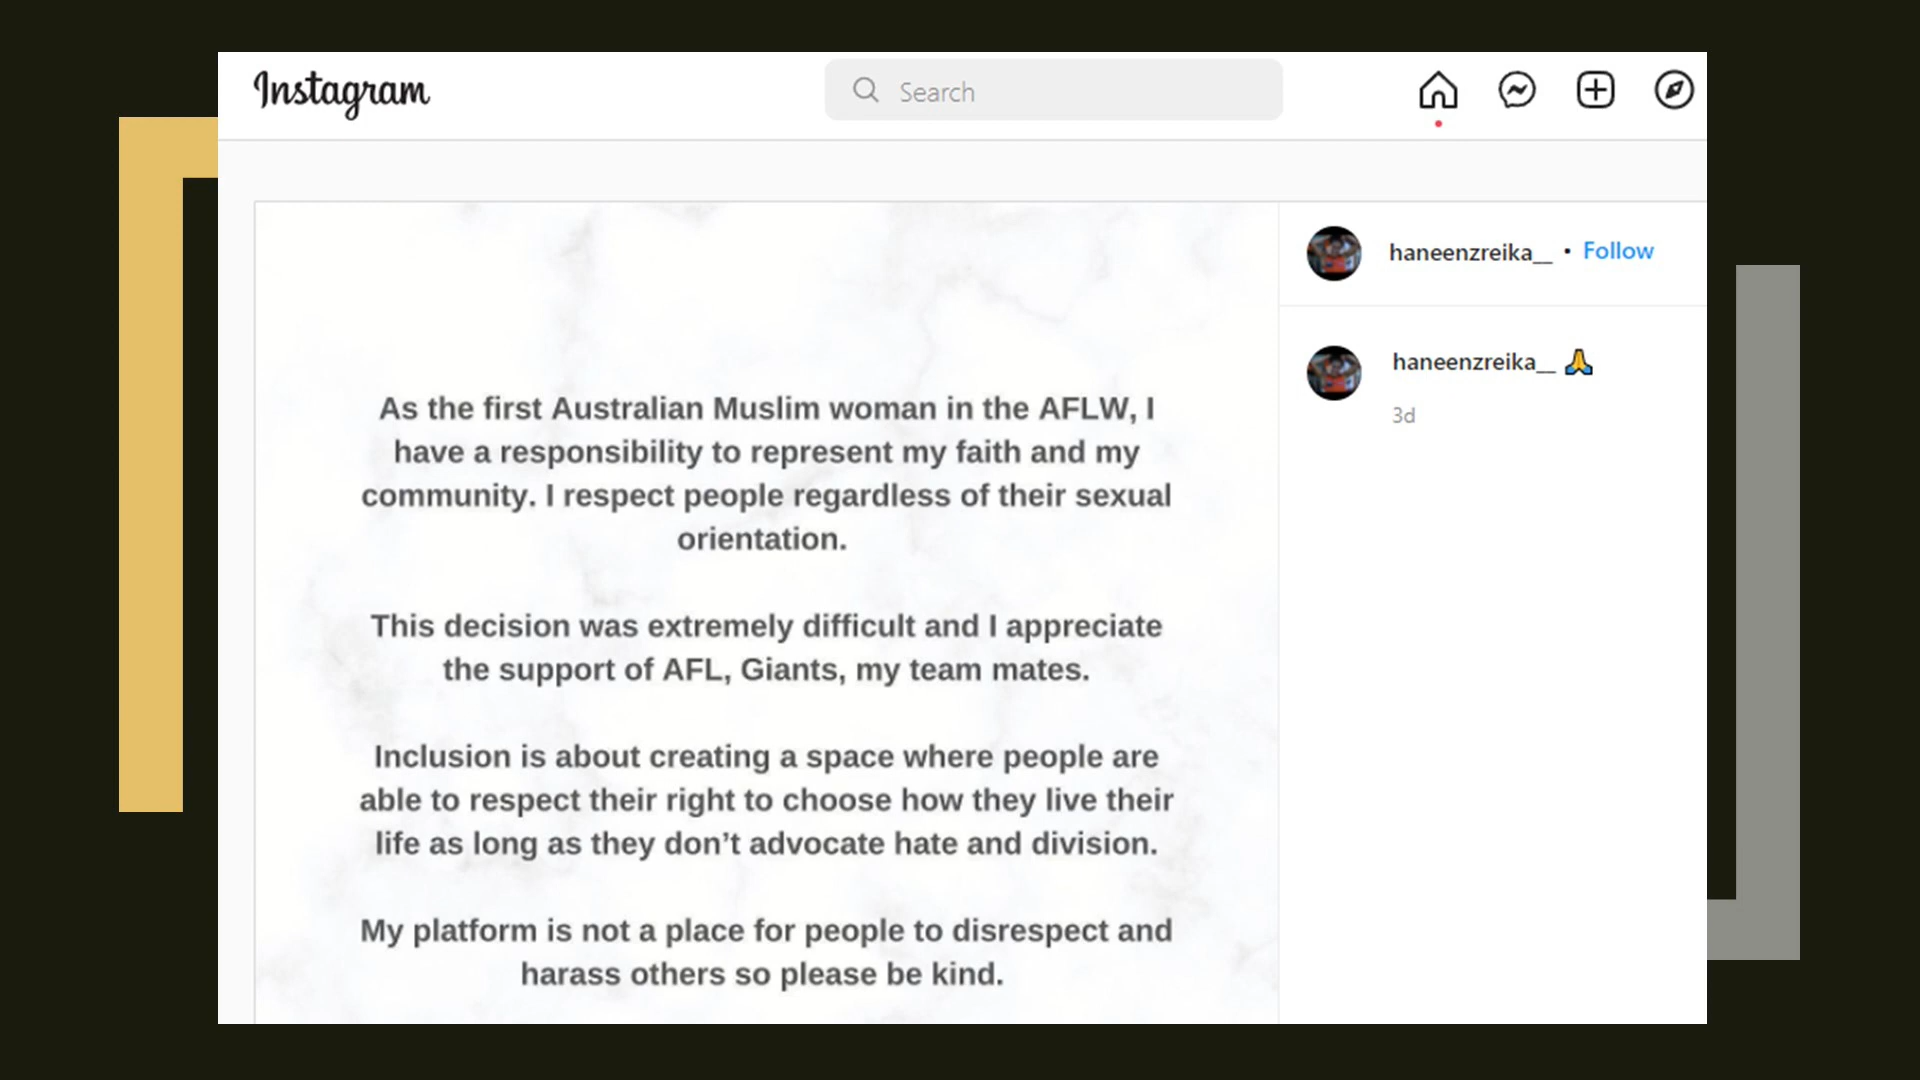 Instagram
Search
As the first Australian Muslim woman in the AFLW, I
have a responsibility to represent my faith and my
community. I respect people regardless of their sexual
orientation.
This decision was extremely difficult and I appreciate
the support of AFL, Giants, my team mates.
Inclusion is about creating a space where people are
able to respect their right to choose how they live their
life as long as they don’t advocate hate and division.
My platform is not a place for people to disrespect and
harass others so please be kind.
haneenzreika__ • Follow
haneenzreika__ 🙏
3d